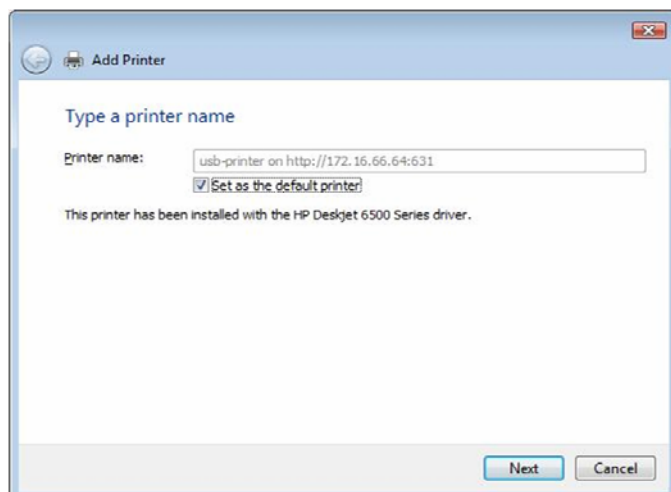 Add Printer
Type a printer name
Printer name: usb-printer on http://172.16.66.64:631
Set as the default printer
This printer has been installed with the HP Deskjet 6500 Series driver.
Next Cancel